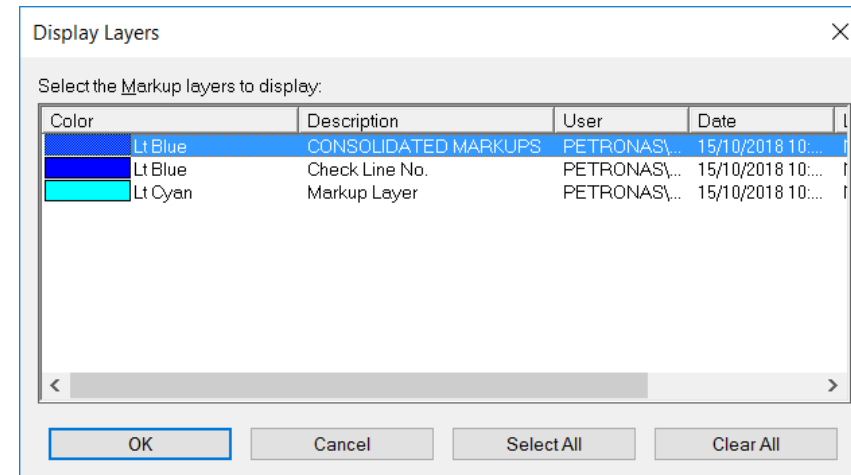 Display Layers
Select the Markup layers to display:
Color Description User Date
Lt Blue CONSOLIDATED MARKUPS PETRONAS\... 15/10/2018 10:...
Lt Blue Check Line No. PETRONAS\... 15/10/2018 10:...
Lt Cyan Markup Layer PETRONAS\... 15/10/2018 10:...
OK Cancel Select All Clear All